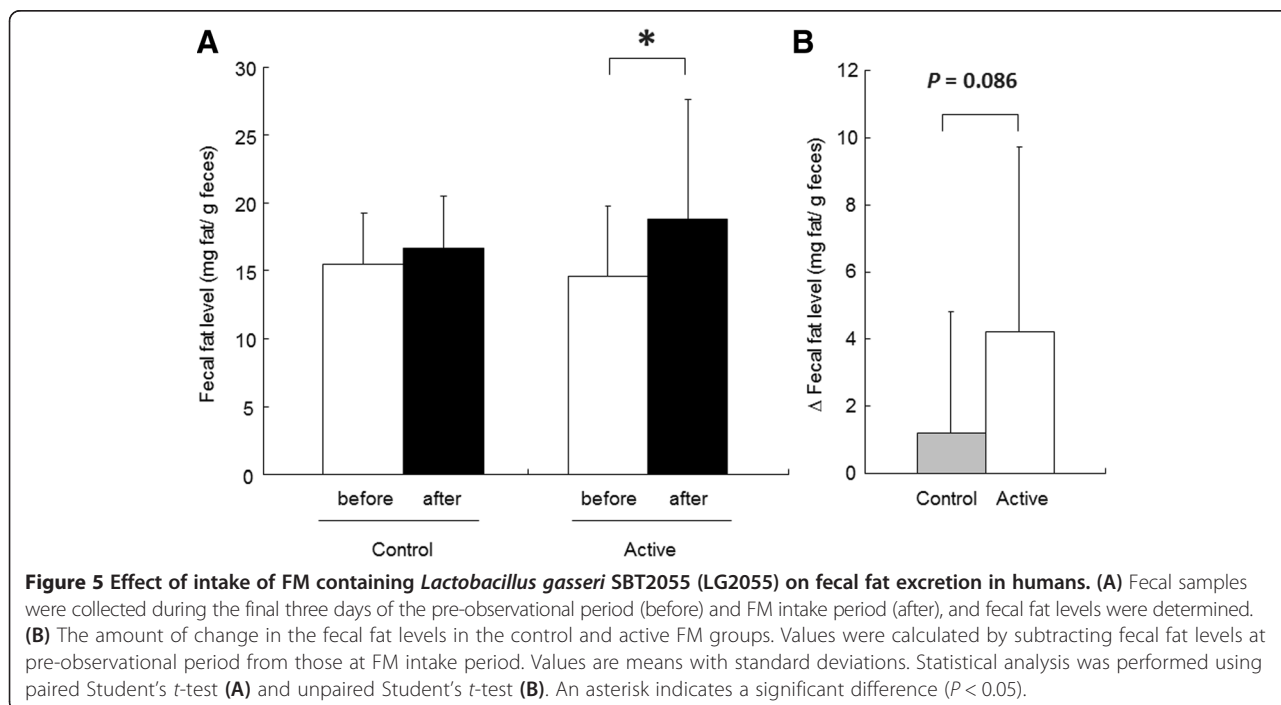 A
*
30
25
20
15
10
5
0
Fecal fat level (mg fat/ g feces)
before after before after
Control Active
B
P = 0.086
12
10
8
6
4
2
0
Δ Fecal fat level (mg fat/ g feces)
Control Active
Figure 5 Effect of intake of FM containing Lactobacillus gasseri SBT2055 (LG2055) on fecal fat excretion in humans. (A) Fecal samples
were collected during the final three days of the pre-observational period (before) and FM intake period (after), and fecal fat levels were determined.
(B) The amount of change in the fecal fat levels in the control and active FM groups. Values were calculated by subtracting fecal fat levels at
pre-observational period from those at FM intake period. Values are means with standard deviations. Statistical analysis was performed using
paired Student's t-test (A) and unpaired Student's t-test (B). An asterisk indicates a significant difference (P < 0.05).